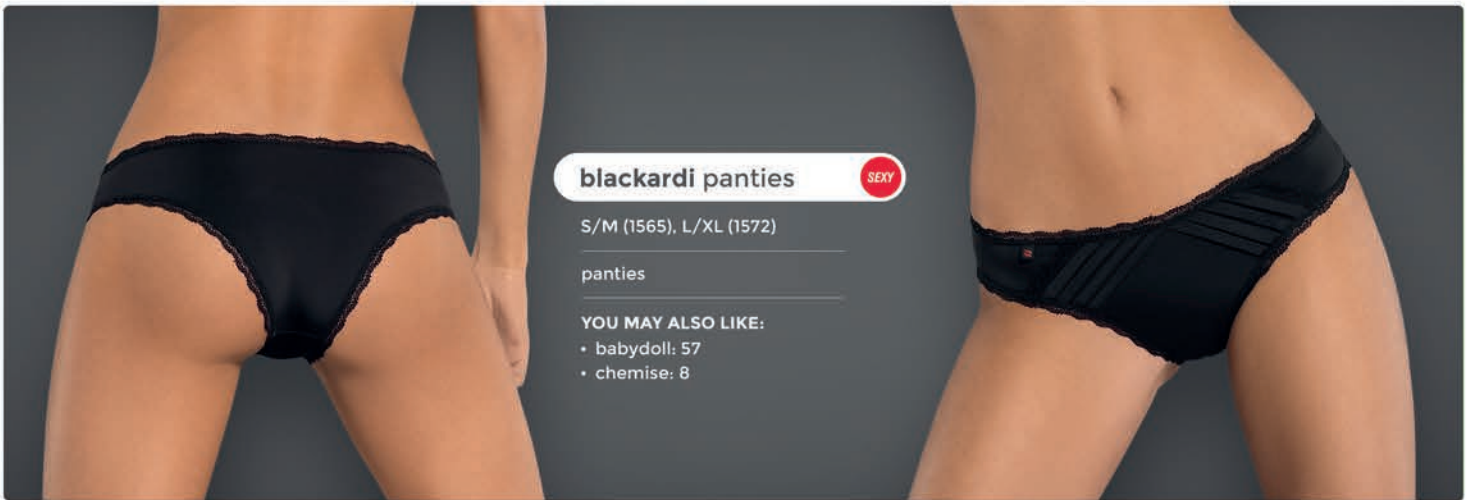 blackardi panties
SEXY
S/M (1565), L/XL (1572)
panties
YOU MAY ALSO LIKE:
• babydoll: 57
• chemise: 8